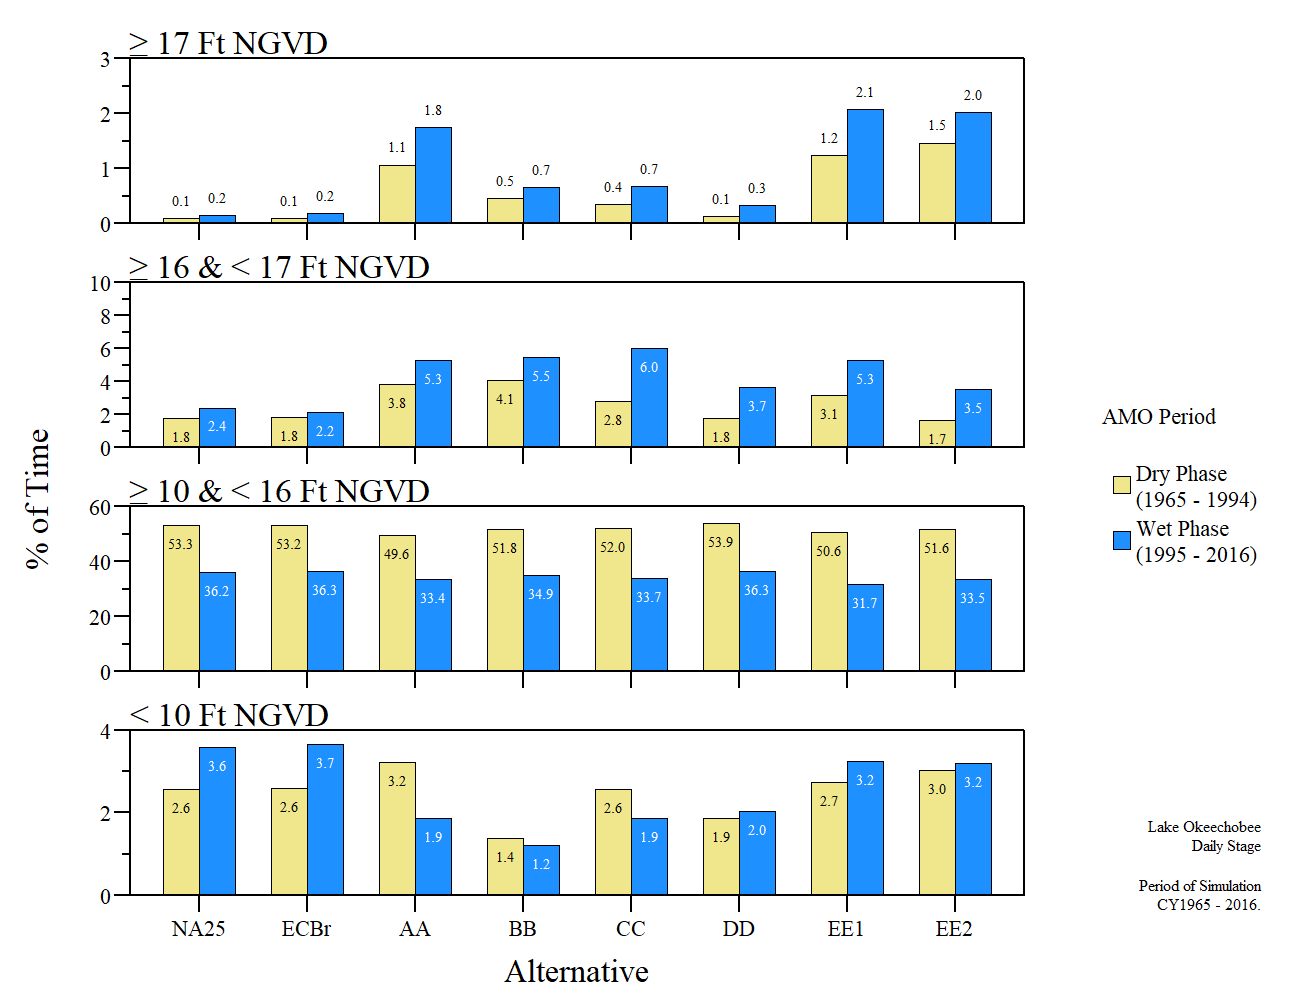 ≥ 17 Ft NGVD
3
2
1
0
0.1 0.2 0.1 0.2 1.1 1.8 0.5 0.7 0.4 0.7 0.1 0.3 1.2 2.1 1.5 2.0
≥ 16 & < 17 Ft NGVD
10
8
6
4
2
0
1.8 2.4 1.8 2.2 3.8 5.3 4.1 5.5 2.8 6.0 1.8 3.7 3.1 5.3 1.7 3.5
≥ 10 & < 16 Ft NGVD
60
40
20
0
53.3 36.2 53.2 36.3 49.6 33.4 51.8 34.9 52.0 33.7 53.9 36.3 50.6 31.7 51.6 33.5
< 10 Ft NGVD
4
2
0
2.6 3.6 2.6 3.7 3.2 1.9 1.4 1.2 2.6 1.9 1.9 2.0 2.7 3.2 3.0 3.2
NA25 ECBr AA BB CC DD EE1 EE2
Alternative
% of Time
AMO Period
Dry Phase
(1965 - 1994)
Wet Phase
(1995 - 2016)
Lake Okeechobee
Daily Stage
Period of Simulation
CY1965 - 2016.